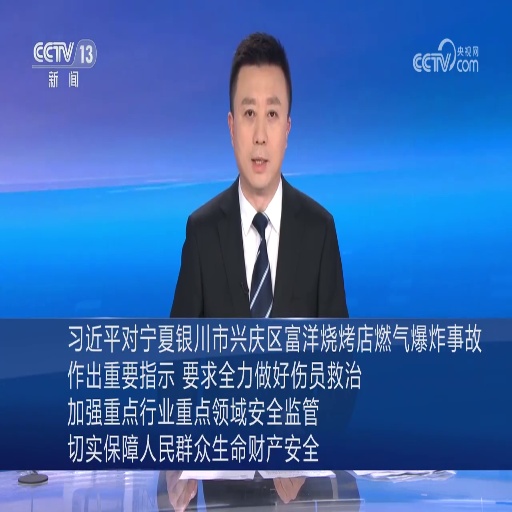 CCTV 13
新闻
央视网
CCTV.com
习近平对宁夏银川市兴庆区富洋烧烤店燃气爆炸事故
作出重要指示 要求全力做好伤员救治
加强重点行业重点领域安全监管
切实保障人民群众生命财产安全